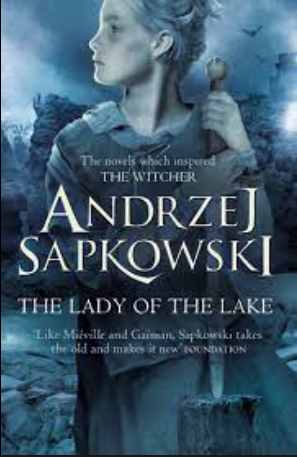 The novels which inspired
THE WITCHER
ANDRZEJ
SAPKOWSKI
THE LADY OF THE LAKE
'Like Miéville and Gaiman, Sapkowski takes
the old and makes it new' FOUNDATION